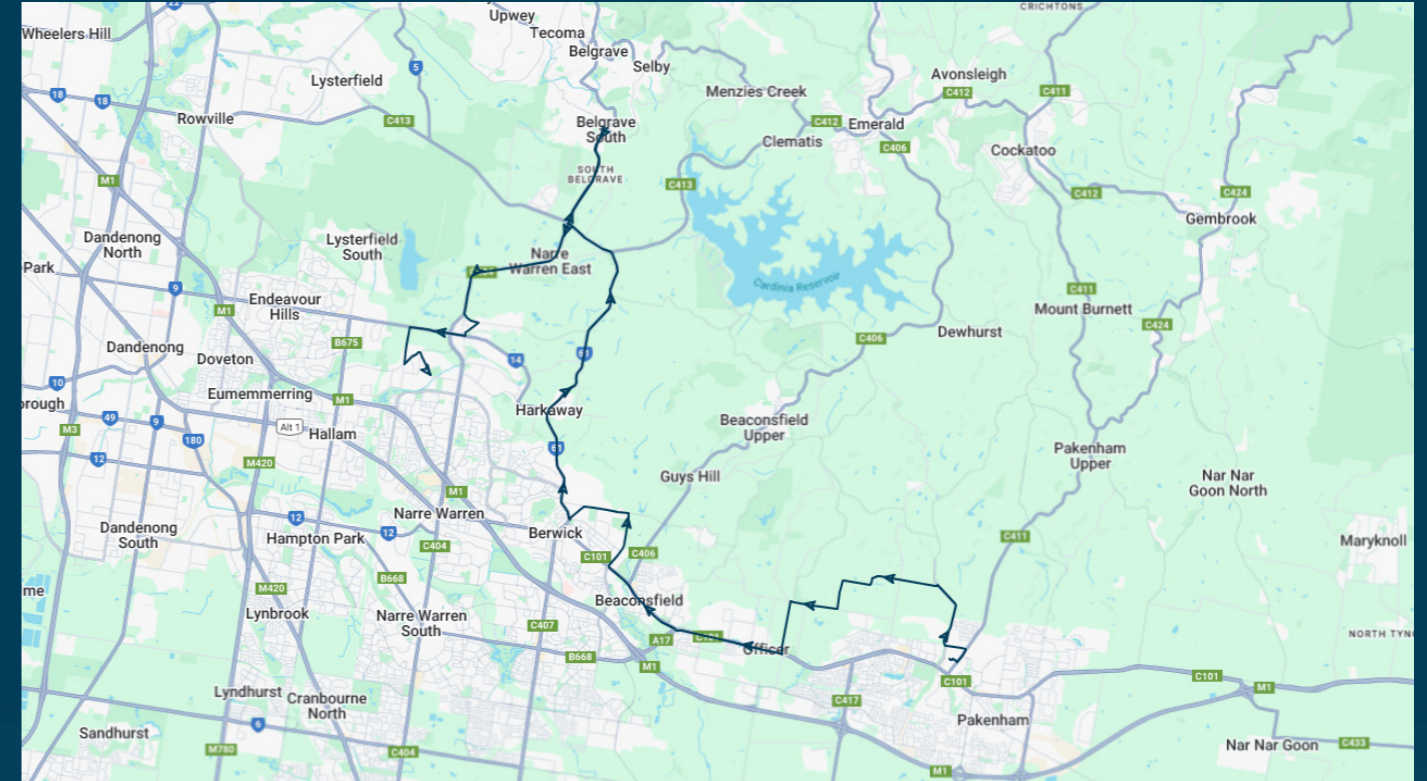 CRICHTONS
Upwey
Wheelers Hill
Tecoma
Belgrave
Selby
5
Lysterfield
Avonsleigh
C412
C411
Menzies Creek
18
18
Rowville
C413
Belgrave
South
C412
Emerald
Clematis
C406
Cockatoo
SOUTH
BELGRAVE
M1
C413
C412
C424
Gembrook
Dandenong
North
Lysterfield
South
Narre
Warren East
Park
Cardinia Reservoir
9
C411
Endeavour
Hills
M1
Mount Burnett
C424
Dewhurst
B675
C406
Dandenong
Doveton
14
61
10
Eumemmerring
M1
orough
49
9
Harkaway
M3
180
Alt 1
Hallam
Beaconsfield
Upper
61
12
M420
Pakenham
Upper
Guys Hill
Nar Nar
Goon North
M1
Narre Warren
12
12
Dandenong
South
Hampton Park
Berwick
C404
C101
C406
C411
Maryknoll
B668
me
M420
Beaconsfield
Lynbrook
Narre Warren
South
C407
A17
Officer
NORTH TYNO
B668
M1
C101
C101
M1
Lyndhurst
Cranbourne
North
C417
Pakenham
Sandhurst
6
M780
C404
Nar Nar Goon
C433
M1